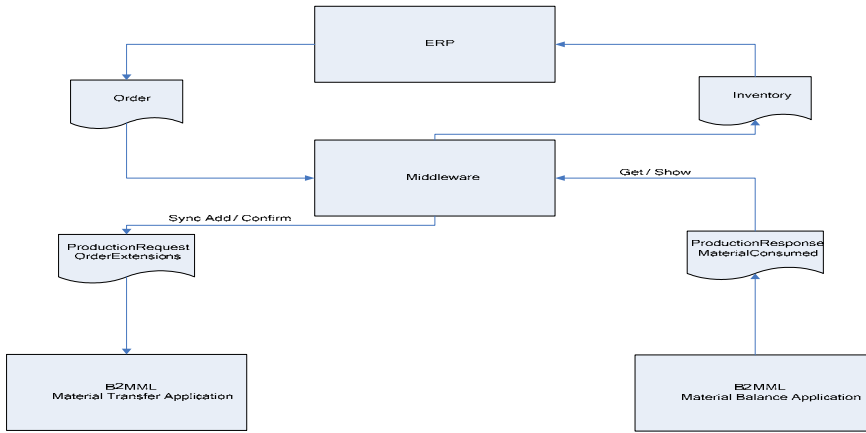 ERP
Order
Inventory
Middleware
Get / Show
Sync Add / Confirm
ProductionRequest
OrderExtensions
ProductionResponse
MaterialConsumed
B2MML
Material Transfer Application
B2MML
Material Balance Application